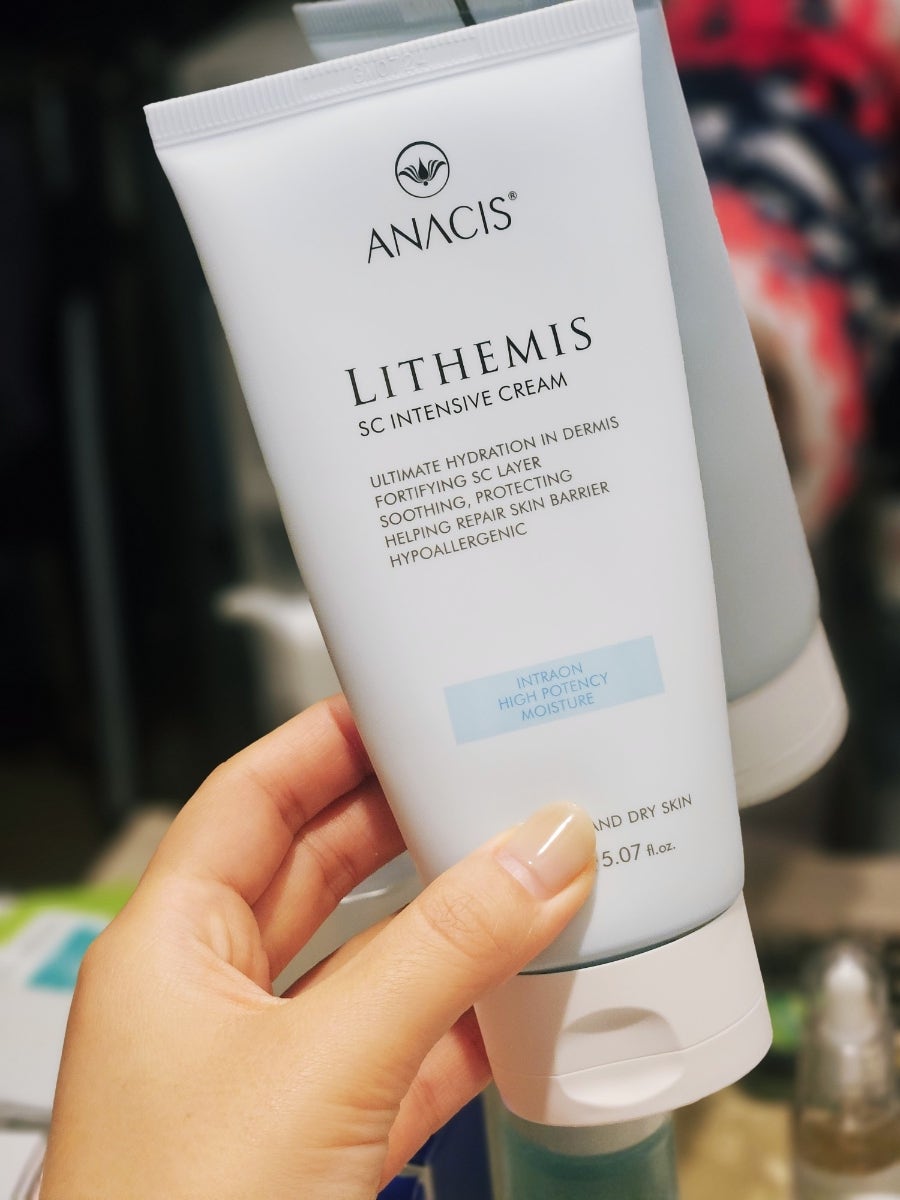 ANACIS®
LITHEMIS
SC INTENSIVE CREAM
ULTIMATE HYDRATION IN DERMIS
FORTIFYING SC LAYER
SOOTHING, PROTECTING
HELPING REPAIR SKIN BARRIER
HYPOALLERGENIC
INTRAON
HIGH POTENCY
MOISTURE
AND DRY SKIN
5.07 fl.oz.